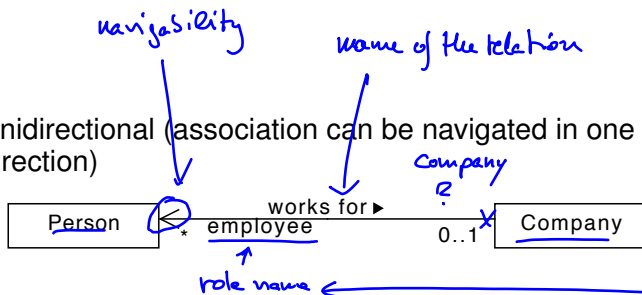 navigability
name of the relation
nidirectional (association can be navigated in one
rection)
company
?
works for ▶
Person
Company
* employee
0..1 x
role name